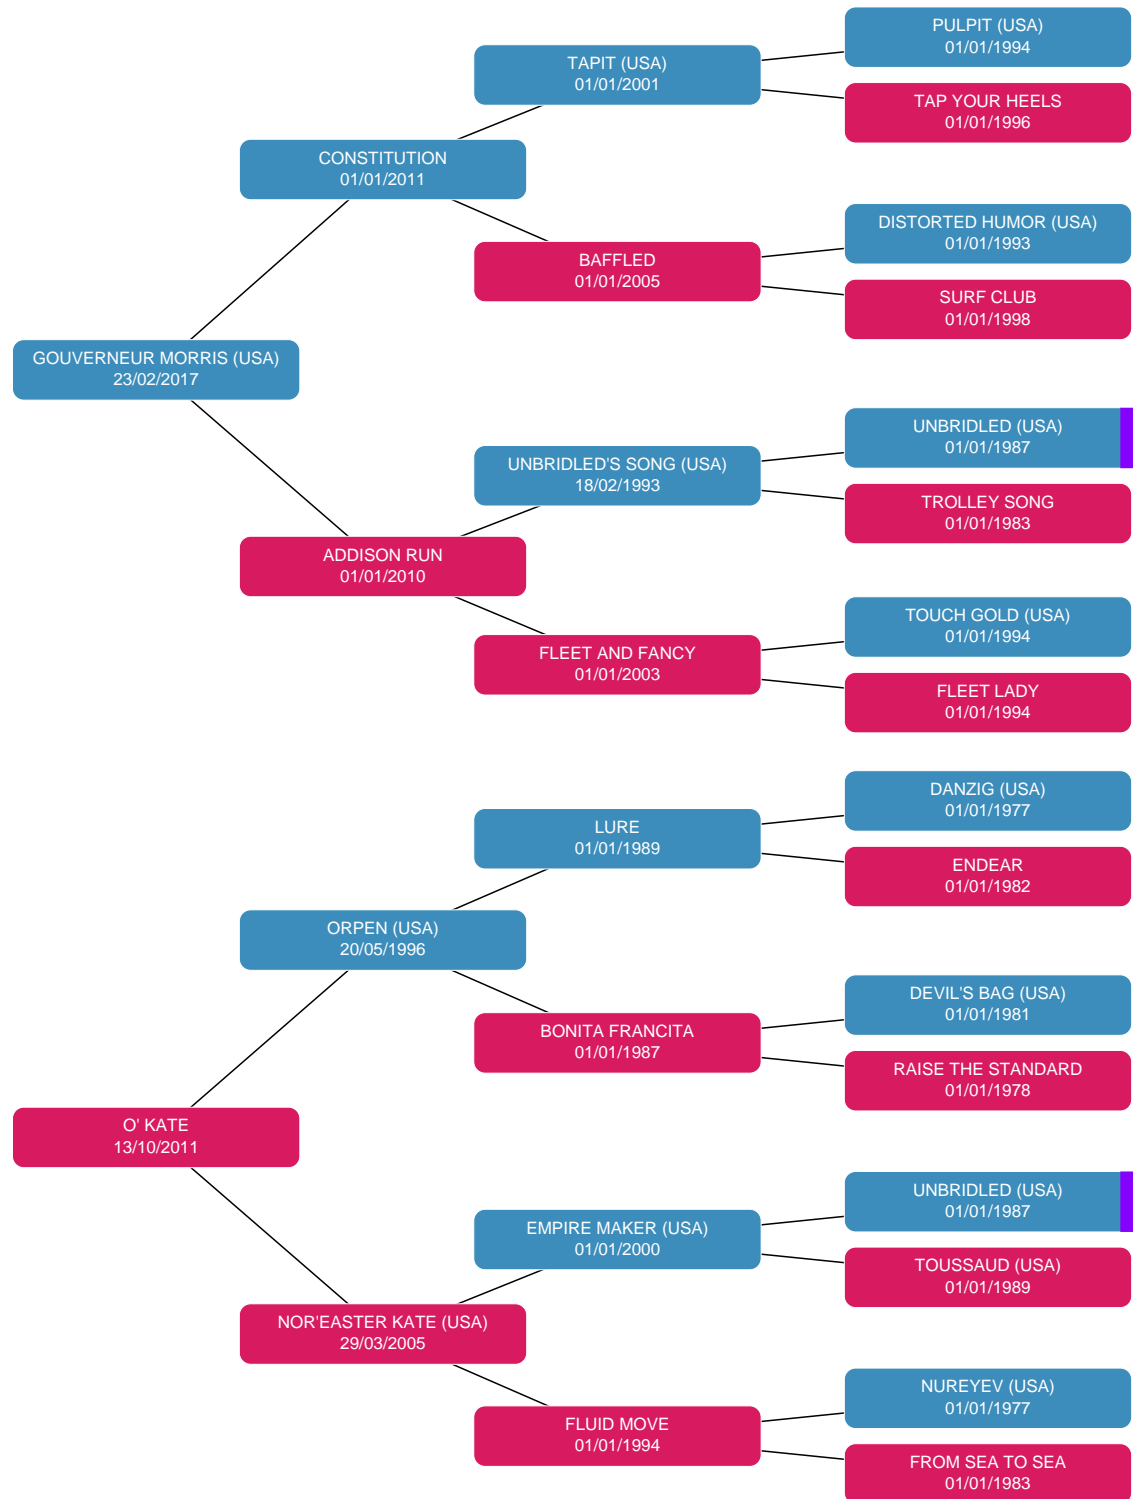 PULPIT (USA)
01/01/1994
TAPIT (USA)
01/01/2001
TAP YOUR HEELS
01/01/1996
CONSTITUTION
01/01/2011
DISTORTED HUMOR (USA)
01/01/1993
BAFFLED
01/01/2005
SURF CLUB
01/01/1998
GOUVERNEUR MORRIS (USA)
23/02/2017
UNBRIDLED (USA)
01/01/1987
UNBRIDLED'S SONG (USA)
18/02/1993
TROLLEY SONG
01/01/1983
ADDISON RUN
01/01/2010
TOUCH GOLD (USA)
01/01/1994
FLEET AND FANCY
01/01/2003
FLEET LADY
01/01/1994
DANZIG (USA)
01/01/1977
LURE
01/01/1989
ENDEAR
01/01/1982
ORPEN (USA)
20/05/1996
DEVIL'S BAG (USA)
01/01/1981
BONITA FRANCITA
01/01/1987
RAISE THE STANDARD
01/01/1978
O' KATE
13/10/2011
UNBRIDLED (USA)
01/01/1987
EMPIRE MAKER (USA)
01/01/2000
TOUSSAUD (USA)
01/01/1989
NOR'EASTER KATE (USA)
29/03/2005
NUREYEV (USA)
01/01/1977
FLUID MOVE
01/01/1994
FROM SEA TO SEA
01/01/1983